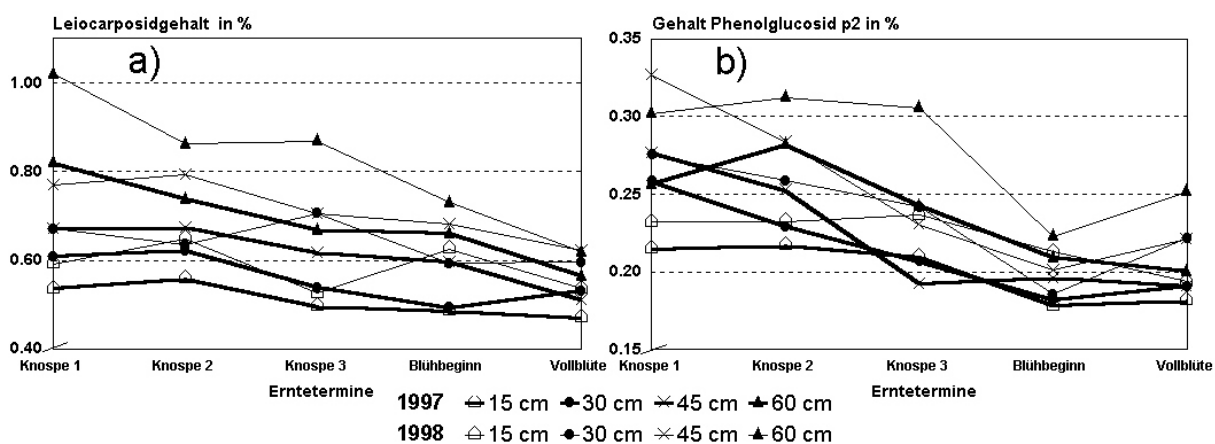 Leiocarposidgehalt in %
a)
1.00
0.80
0.60
0.40
Knospe 1 Knospe 2 Knospe 3 Blühbeginn Vollblüte
Erntetermine
Gehalt Phenolglucosid p2 in %
b)
0.35
0.30
0.25
0.20
0.15
Knospe 1 Knospe 2 Knospe 3 Blühbeginn Vollblüte
Erntetermine
1997 15 cm 30 cm 45 cm 60 cm
1998 15 cm 30 cm 45 cm 60 cm